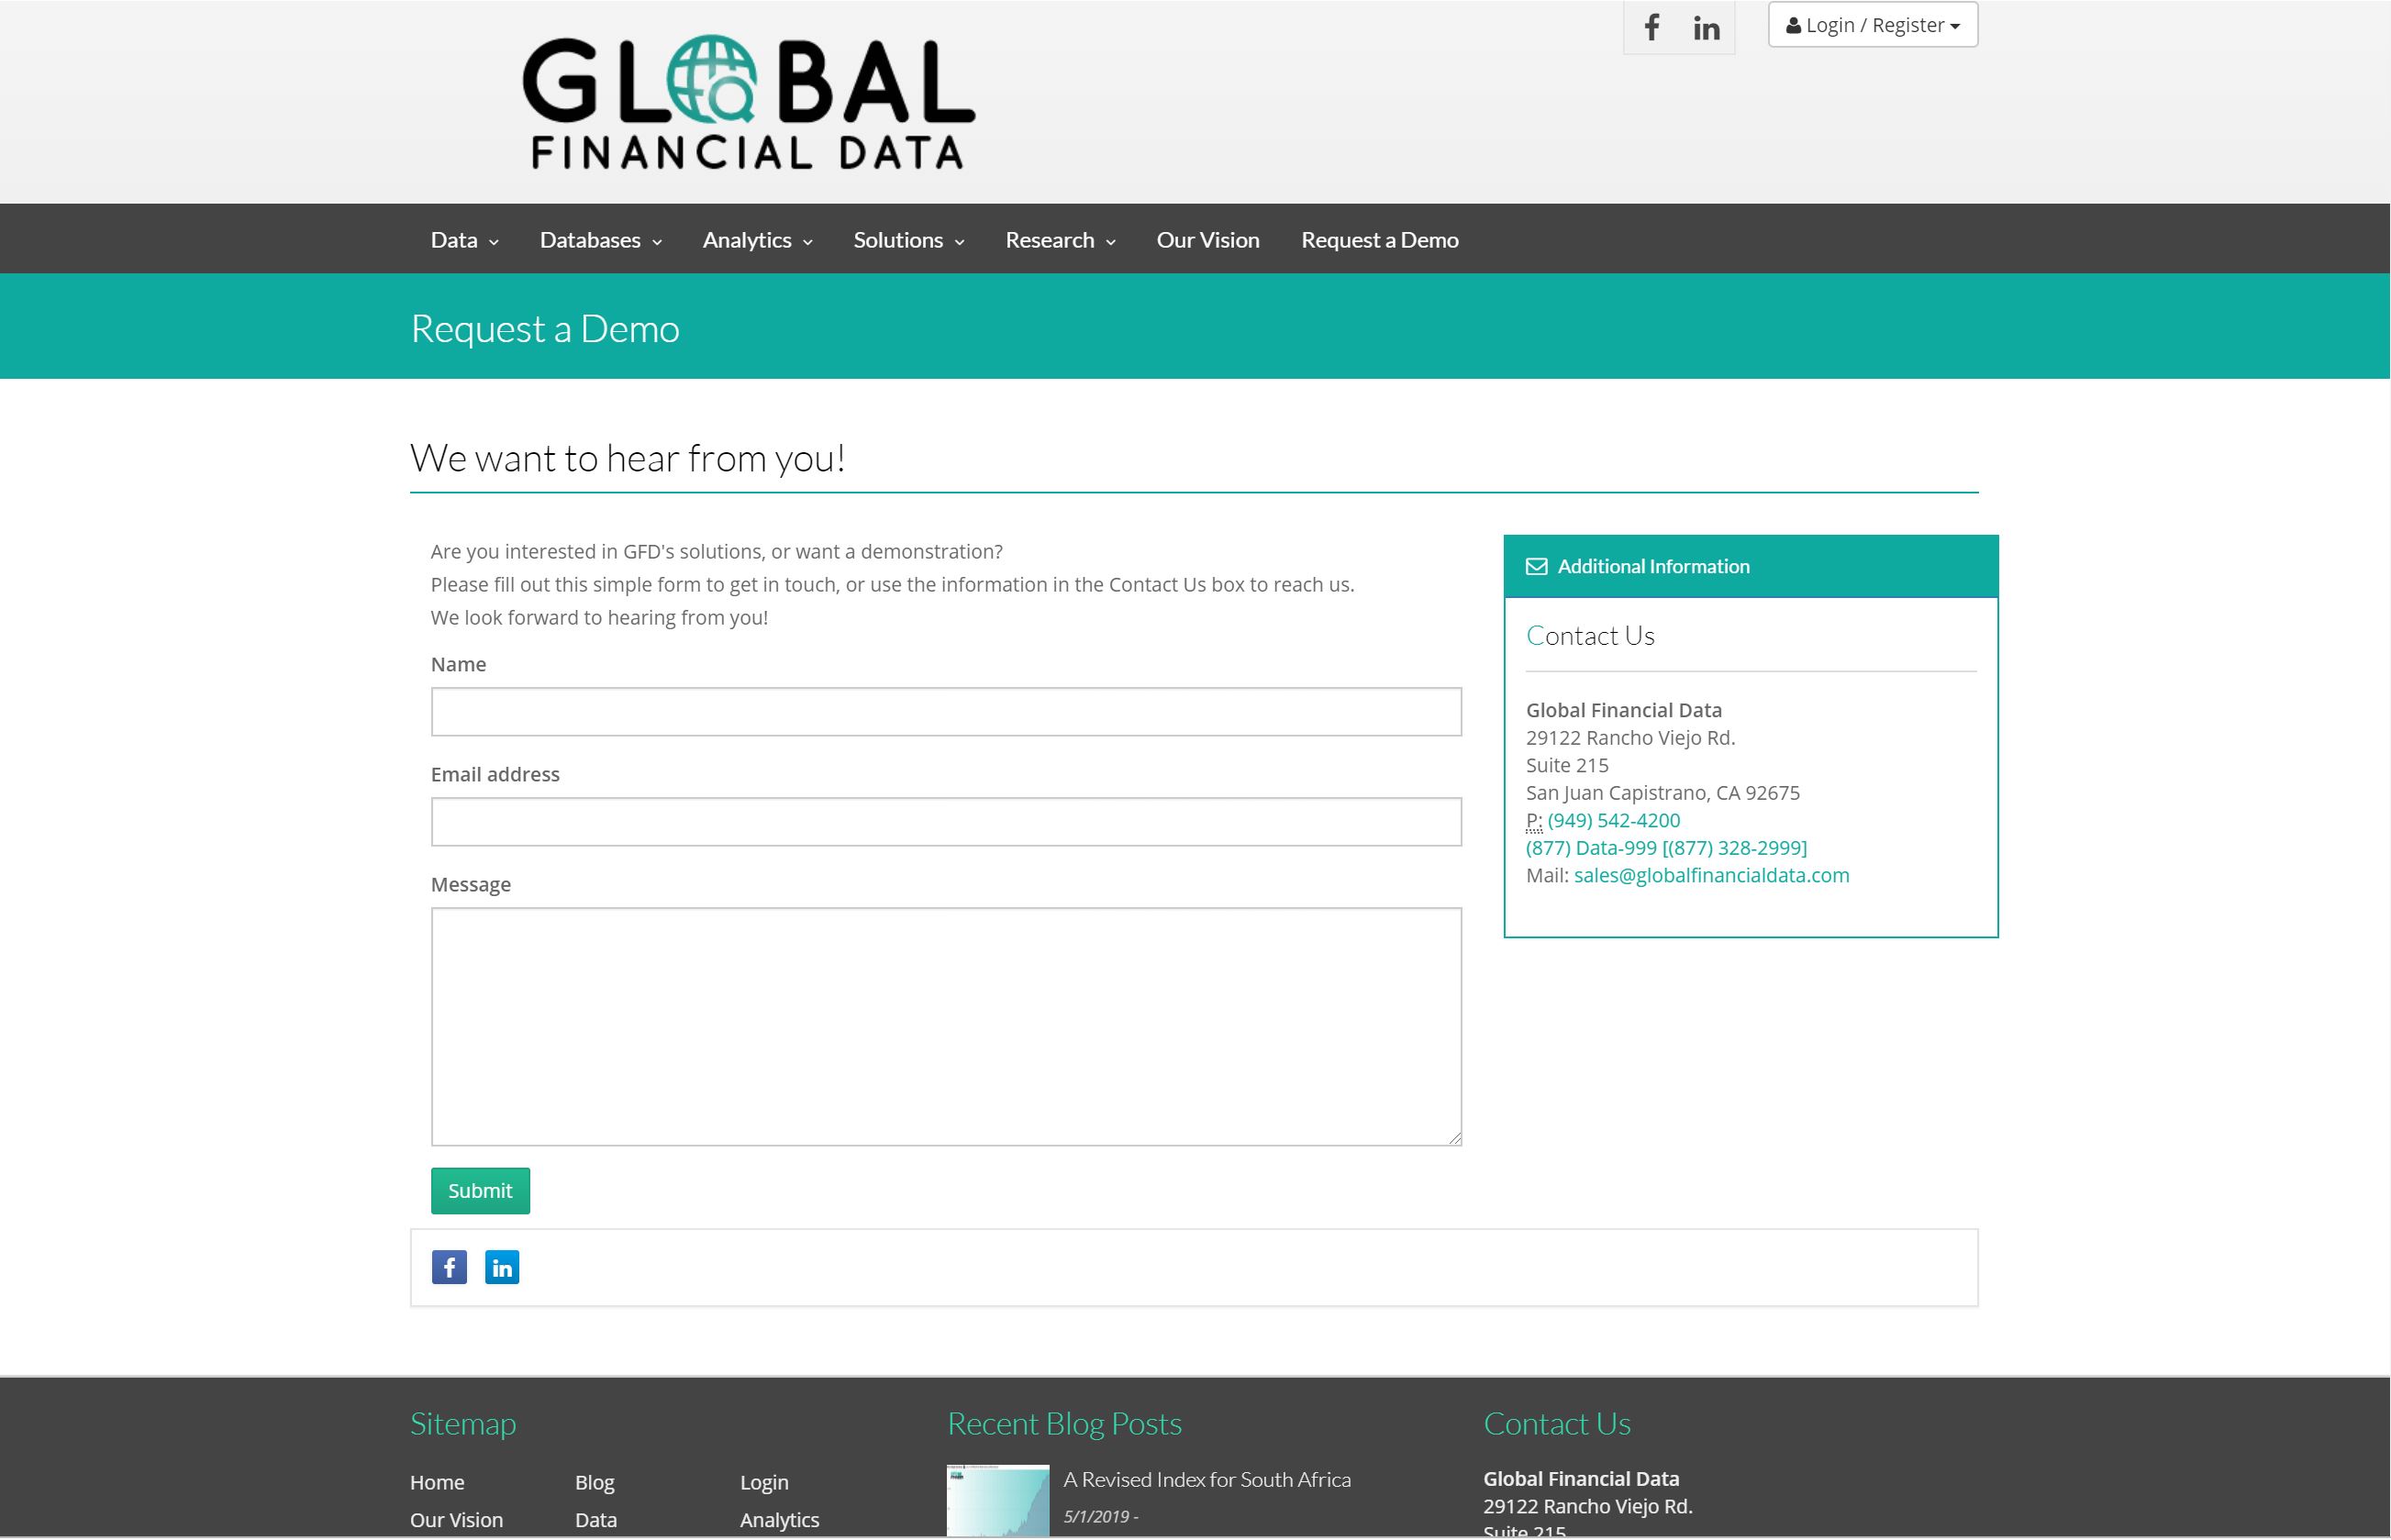 GLOBAL
FINANCIAL DATA
Login / Register
Data
Databases
Analytics
Solutions
Research
Our Vision
Request a Demo
Request a Demo
We want to hear from you!
Are you interested in GFD's solutions, or want a demonstration?
Please fill out this simple form to get in touch, or use the information in the Contact Us box to reach us.
We look forward to hearing from you!
Name
Email address
Message
Submit
Additional Information
Contact Us
Global Financial Data
29122 Rancho Viejo Rd.
Suite 215
San Juan Capistrano, CA 92675
P: (949) 542-4200
(877) Data-999 [(877) 328-2999]
Mail: sales@globalfinancialdata.com
Sitemap
Home
Blog
Login
Our Vision
Data
Analytics
Recent Blog Posts
A Revised Index for South Africa
5/1/2019 -
Contact Us
Global Financial Data
29122 Rancho Viejo Rd.
Suite 215